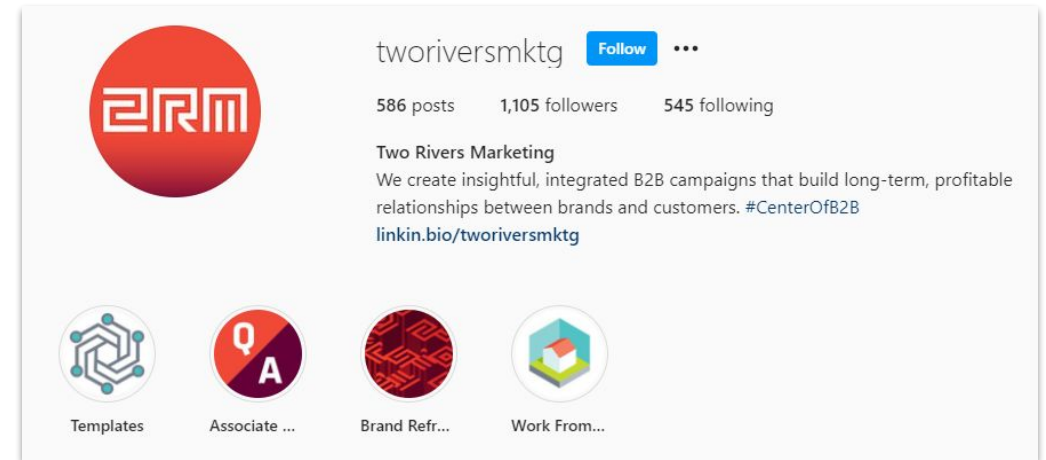 2RM
tworiversmktg Follow •••
586 posts 1,105 followers 545 following
Two Rivers Marketing
We create insightful, integrated B2B campaigns that build long-term, profitable
relationships between brands and customers. #CenterOfB2B
linkin.bio/tworiversmktg
Q
A
Templates Associate ... Brand Refr... Work From...